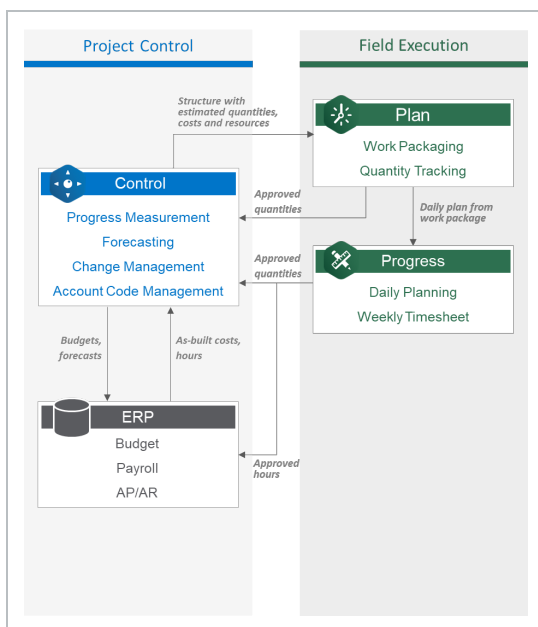 Project Control
Field Execution
Structure with
estimated quantities,
costs and resources
Plan
Work Packaging
Quantity Tracking
Control
Progress Measurement
Forecasting
Change Management
Account Code Management
Approved
quantities
Daily plan from
work package
Approved
quantities
Progress
Daily Planning
Weekly Timesheet
Budgets,
forecasts
As-built costs,
hours
ERP
Budget
Payroll
AP/AR
Approved
hours